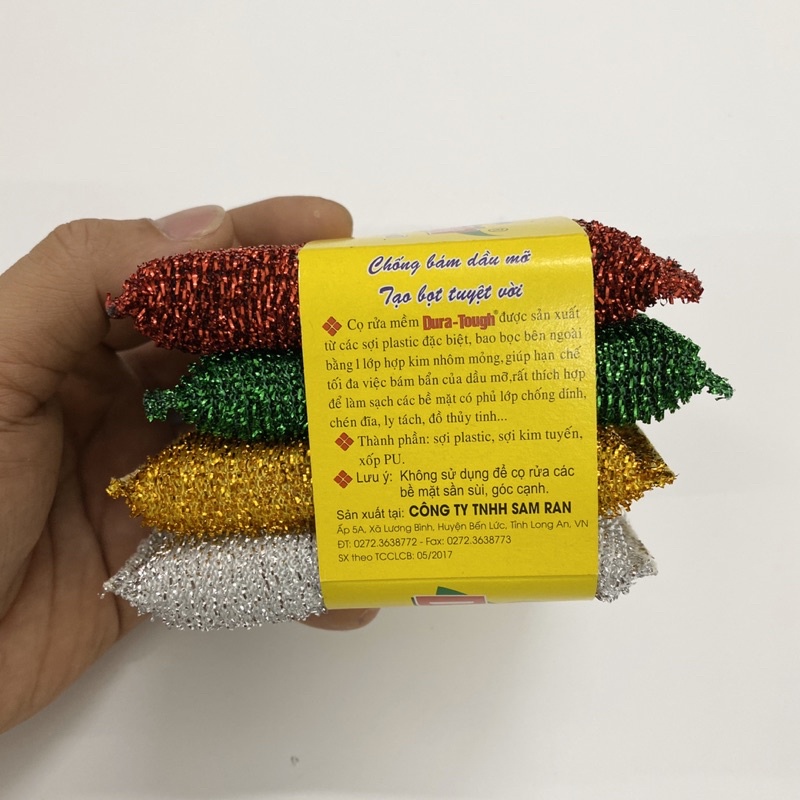 Chống bám dầu mỡ
Tạo bọt tuyệt vời
Cọ rửa mềm Dura-Tough® được sản xuất
từ các sợi plastic đặc biệt, bao bọc bên ngoài
bằng 1 lớp hợp kim nhôm mỏng, giúp hạn chế
tối đa việc bám bẩn của dầu mỡ,rất thích hợp
để làm sạch các bề mặt có phủ lớp chống dính,
chén đĩa, ly tách, đồ thủy tinh...
Thành phần: sợi plastic, sợi kim tuyến,
xốp PU.
Lưu ý: Không sử dụng để cọ rửa các
bề mặt sần sùi, góc cạnh.
Sản xuất tại: CÔNG TY TNHH SAM RAN
Ấp 5A, Xã Lương Bình, Huyện Bến Lức, Tỉnh Long An, VN
ĐT: 0272.3638772 - Fax: 0272.3638773
SX theo TCCLCB: 05/2017